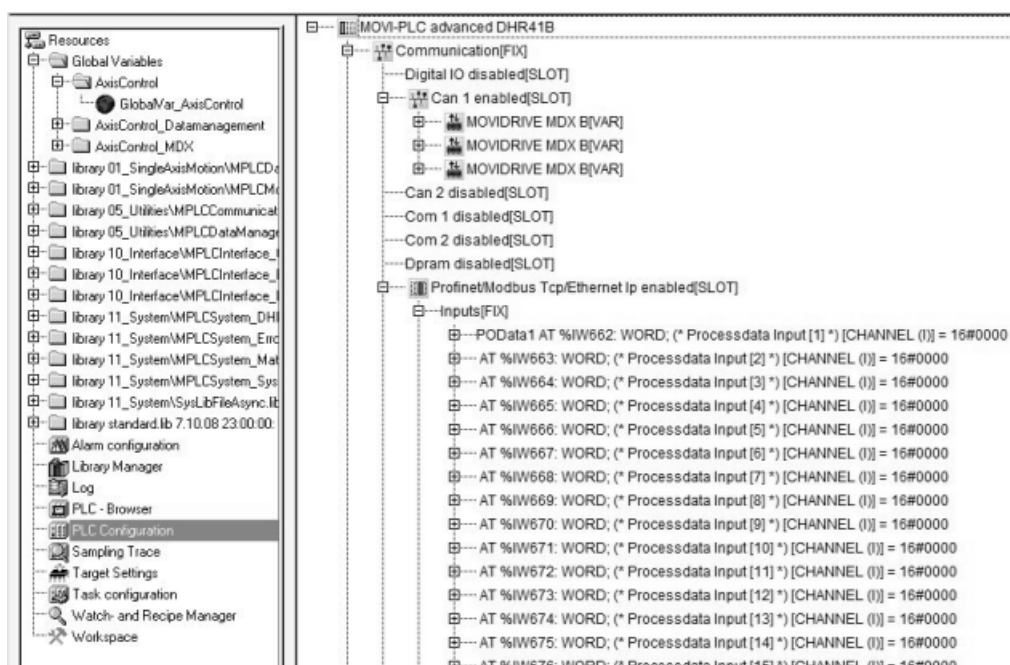 Resources
Global Variables
AxisControl
GlobalVar_AxisControl
AxisControl_Datamanagement
AxisControl_MDX
library 01_SingleAxisMotion\MPLCDa
library 01_SingleAxisMotion\MPLCMo
library 05_Utilities\MPLCCommunicat
library 05_Utilities\MPLCDataManage
library 10_Interface\MPLCInterface_
library 10_Interface\MPLCInterface_
library 10_Interface\MPLCInterface_
library 11_System\MPLCSystem_DHI
library 11_System\MPLCSystem_Erro
library 11_System\MPLCSystem_Mat
library 11_System\MPLCSystem_Sys
library 11_System\SysLibFileAsync.lib
library standard.lib 7.10.08 23:00:00:
Alarm configuration
Library Manager
Log
PLC - Browser
PLC Configuration
Sampling Trace
Target Settings
Task configuration
Watch- and Recipe Manager
Workspace
MOVI-PLC advanced DHR41B
Communication[FIX]
Digital IO disabled[SLOT]
Can 1 enabled[SLOT]
MOVIDRIVE MDX B[VAR]
MOVIDRIVE MDX B[VAR]
MOVIDRIVE MDX B[VAR]
Can 2 disabled[SLOT]
Com 1 disabled[SLOT]
Com 2 disabled[SLOT]
Dpram disabled[SLOT]
Profinet/Modbus Tcp/Ethernet Ip enabled[SLOT]
Inputs[FIX]
POData1 AT %IW662: WORD; (* Processdata Input [1] *) [CHANNEL (I)] = 16#0000
AT %IW663: WORD; (* Processdata Input [2] *) [CHANNEL (I)] = 16#0000
AT %IW664: WORD; (* Processdata Input [3] *) [CHANNEL (I)] = 16#0000
AT %IW665: WORD; (* Processdata Input [4] *) [CHANNEL (I)] = 16#0000
AT %IW666: WORD; (* Processdata Input [5] *) [CHANNEL (I)] = 16#0000
AT %IW667: WORD; (* Processdata Input [6] *) [CHANNEL (I)] = 16#0000
AT %IW668: WORD; (* Processdata Input [7] *) [CHANNEL (I)] = 16#0000
AT %IW669: WORD; (* Processdata Input [8] *) [CHANNEL (I)] = 16#0000
AT %IW670: WORD; (* Processdata Input [9] *) [CHANNEL (I)] = 16#0000
AT %IW671: WORD; (* Processdata Input [10] *) [CHANNEL (I)] = 16#0000
AT %IW672: WORD; (* Processdata Input [11] *) [CHANNEL (I)] = 16#0000
AT %IW673: WORD; (* Processdata Input [12] *) [CHANNEL (I)] = 16#0000
AT %IW674: WORD; (* Processdata Input [13] *) [CHANNEL (I)] = 16#0000
AT %IW675: WORD; (* Processdata Input [14] *) [CHANNEL (I)] = 16#0000
AT %IW676: WORD; (* Processdata Input [15] *) [CHANNEL (I)] = 16#0000